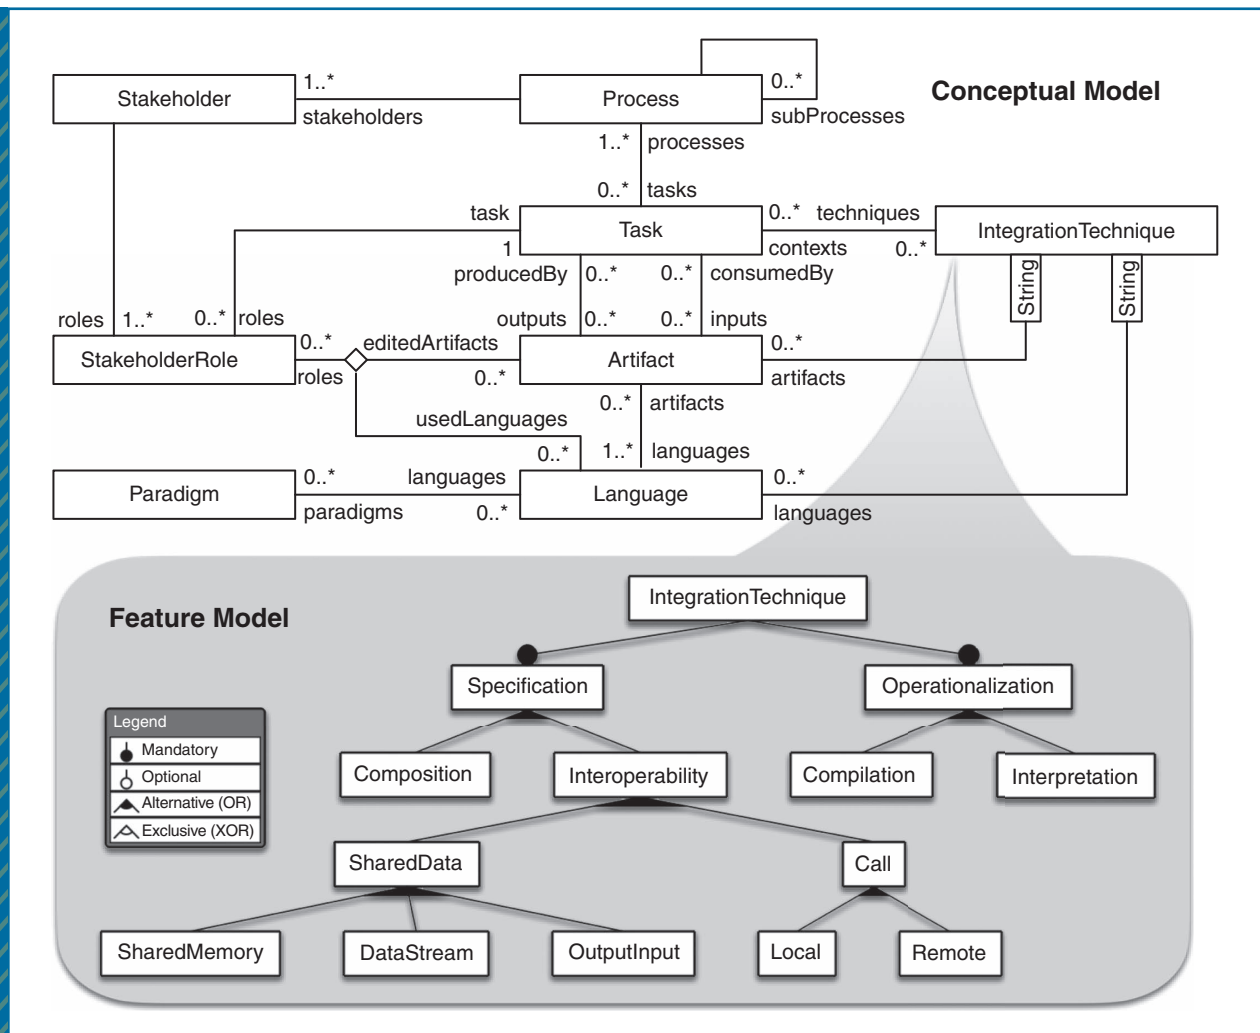 Conceptual Model
Stakeholder
1..*
stakeholders
Process
0..*
subProcesses
1..*
processes
0..*
tasks
task
1
Task
0..*
techniques
contexts
0..*
IntegrationTechnique
String
String
producedBy
0..*
0..*
consumedBy
outputs
0..*
0..*
inputs
roles
1..*
0..*
roles
StakeholderRole
0..*
roles
editedArtifacts
0..*
Artifact
0..*
artifacts
0..*
artifacts
usedLanguages
0..*
1..*
languages
Paradigm
0..*
paradigms
languages
0..*
Language
0..*
languages
Feature Model
IntegrationTechnique
Specification
Operationalization
Legend
Mandatory
Optional
Alternative (OR)
Exclusive (XOR)
Composition
Interoperability
Compilation
Interpretation
SharedData
Call
SharedMemory
DataStream
OutputInput
Local
Remote